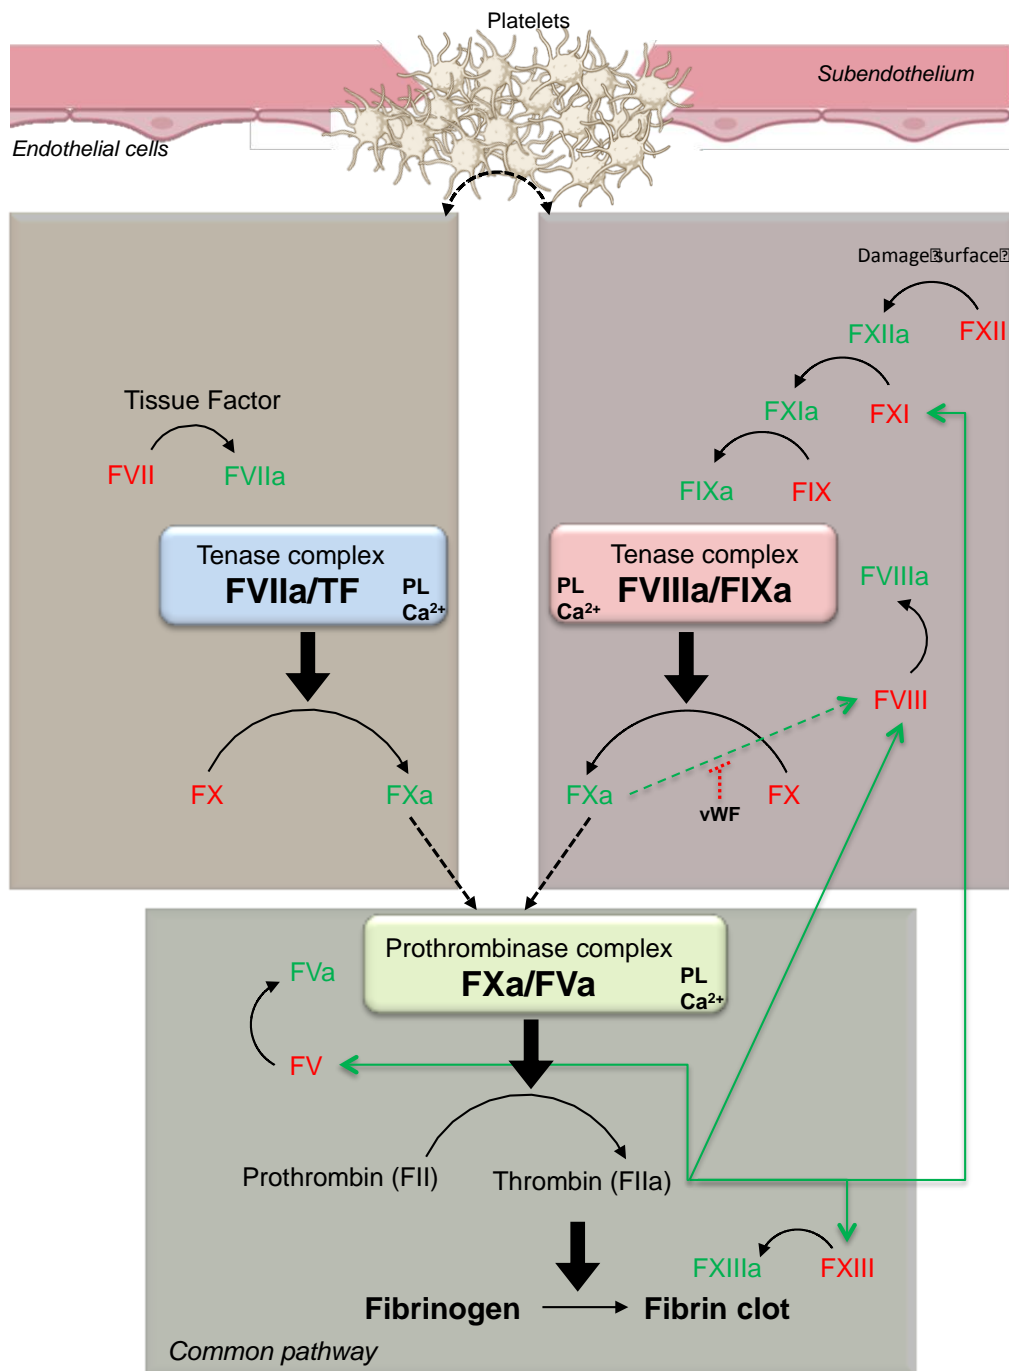 Platelets
Subendothelium
Endothelial cells
Damage surface
FXIIa
FXII
FXIa
FXI
Tissue Factor
FVII
FVIIa
FIXa
FIX
Tenase complex
FVIIa/TF
PL
Ca²⁺
Tenase complex
PL
FVIIIa/FIXa
Ca²⁺
FVIIIa
FVIII
FX
FXa
FXa
FX
vWF
Prothrombinase complex
FXa/FVa
PL
Ca²⁺
FVa
FV
Prothrombin (FII)
Thrombin (FIIa)
FXIIIa
FXIII
Fibrinogen
Fibrin clot
Common pathway